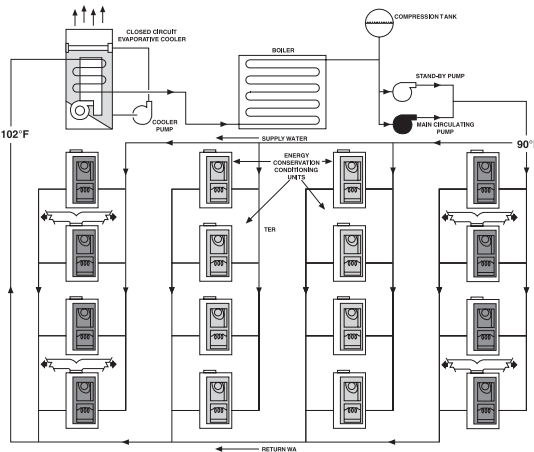 COMPRESSION TANK
CLOSED CIRCUIT
EVAPORATIVE COOLER
BOILER
STAND-BY PUMP
COOLER
PUMP
MAIN CIRCULATING
PUMP
102°F
90°F
SUPPLY WATER
ENERGY
CONSERVATION
CONDITIONING
UNITS
TER
RETURN WA